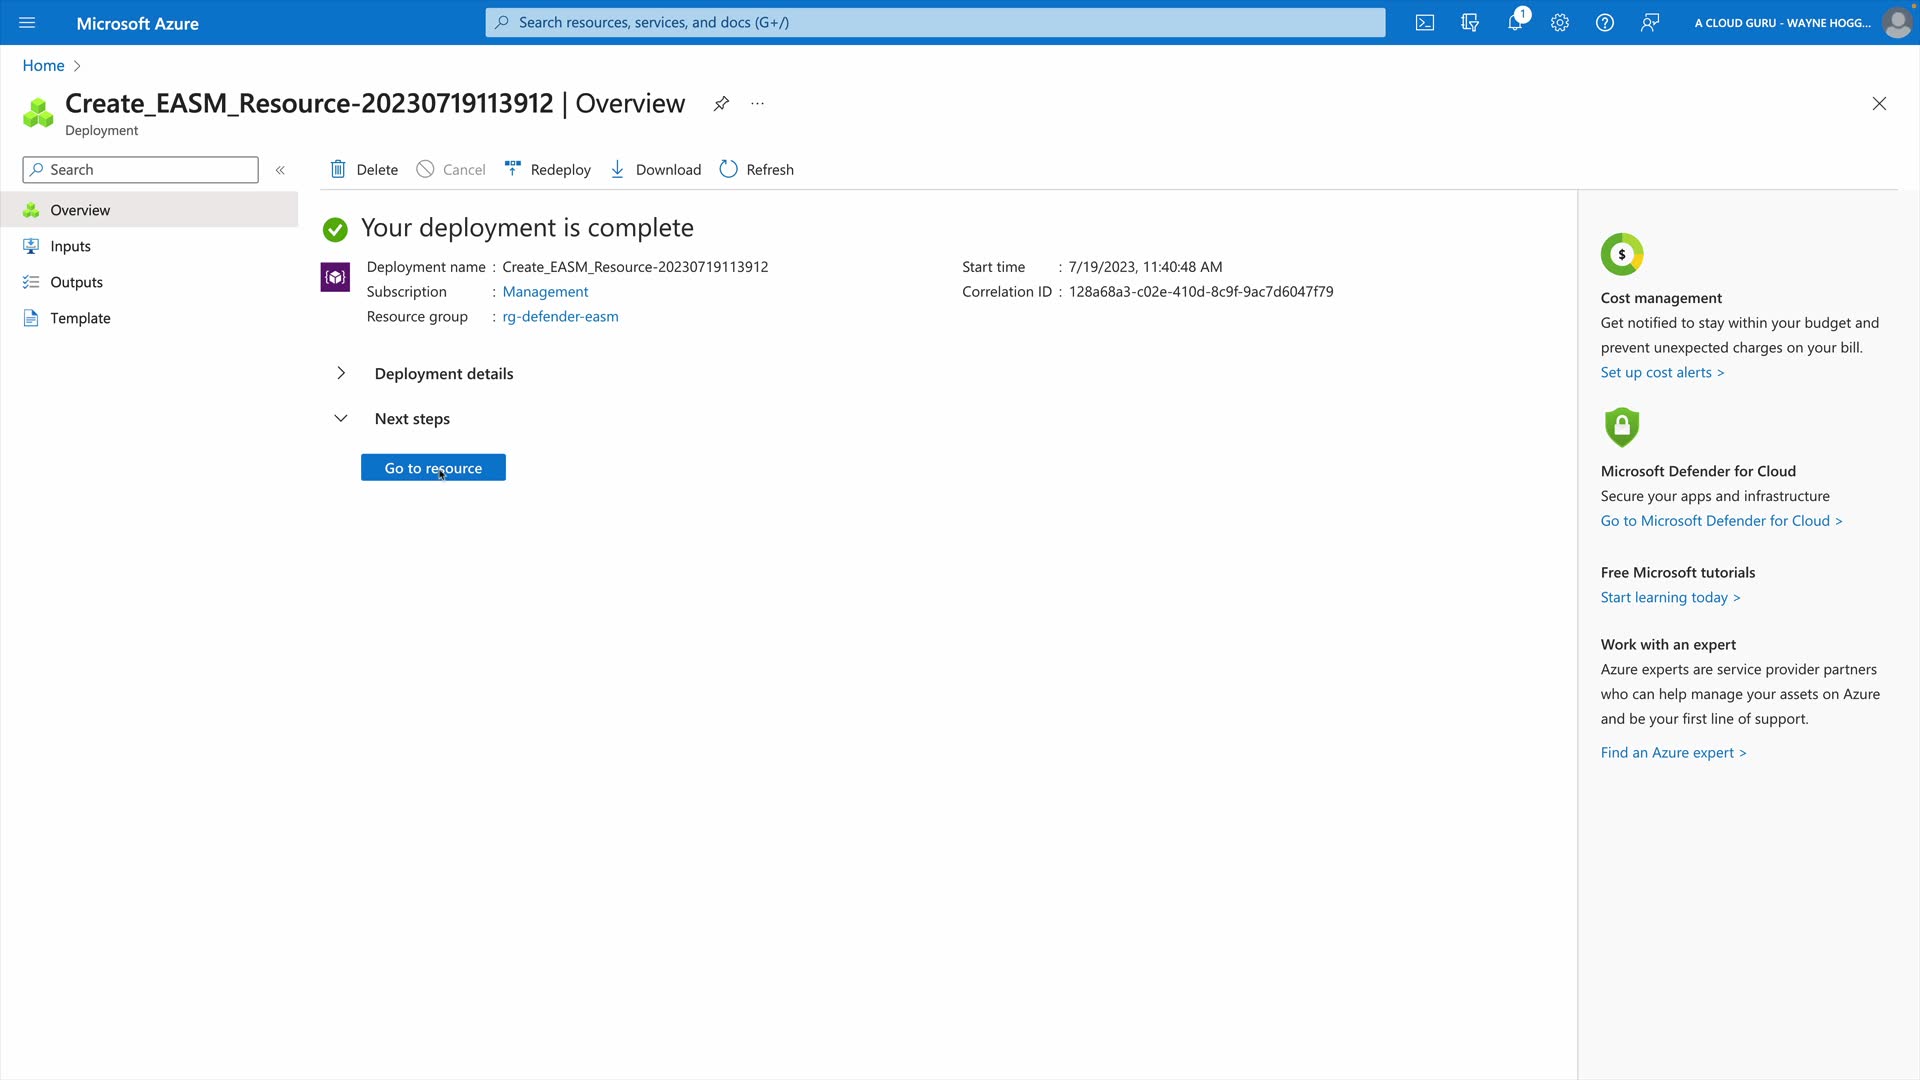 Microsoft Azure
Search resources, services, and docs (G+/)
1
A CLOUD GURU - WAYNE HOGG...
Home
Create_EASM_Resource-20230719113912 | Overview
...
Deployment
Search
«
Delete
Cancel
Redeploy
Download
Refresh
Overview
Inputs
Outputs
Template
Your deployment is complete
Deployment name : Create_EASM_Resource-20230719113912
Subscription : Management
Resource group : rg-defender-easm
Start time : 7/19/2023, 11:40:48 AM
Correlation ID : 128a68a3-c02e-410d-8c9f-9ac7d6047f79
Deployment details
Next steps
Go to resource
$
Cost management
Get notified to stay within your budget and
prevent unexpected charges on your bill.
Set up cost alerts >
Microsoft Defender for Cloud
Secure your apps and infrastructure
Go to Microsoft Defender for Cloud >
Free Microsoft tutorials
Start learning today >
Work with an expert
Azure experts are service provider partners
who can help manage your assets on Azure
and be your first line of support.
Find an Azure expert >